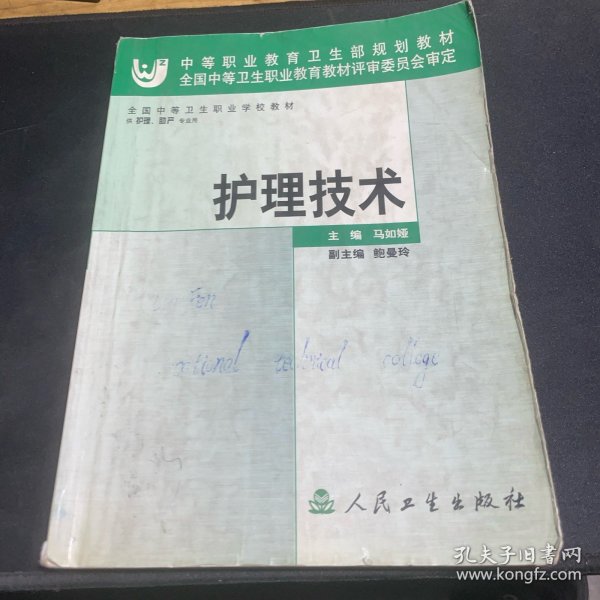 中等职业教育卫生部规划教材
全国中等卫生职业教育教材评审委员会审定
全国中等卫生职业学校教材
供 护理、助产 专业用
护理技术
主 编 马如娅
副主编 鲍曼玲
technical college
人民卫生出版社
孔夫子旧书网
www.kongfz.com